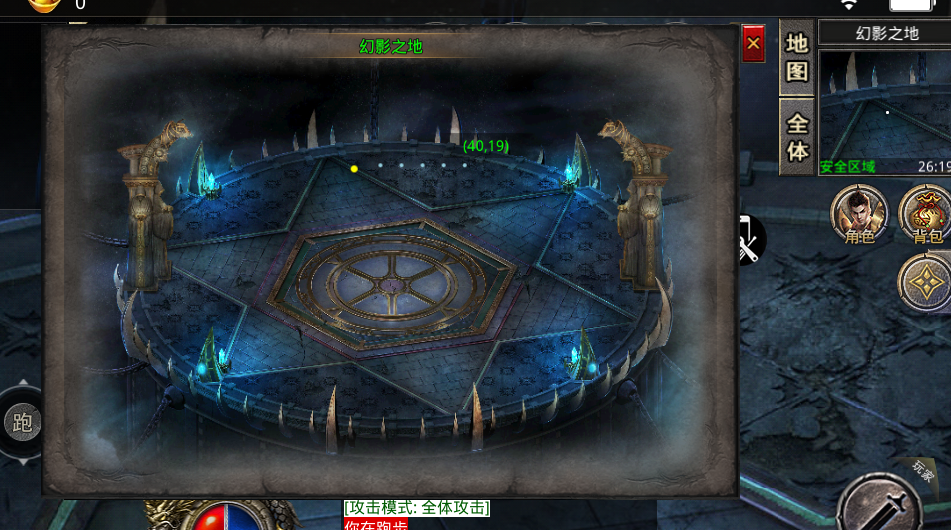 0
幻影之地
地图
全体
幻影之地
(40,19)
安全区域
26:19
角色
背包
跑
玩家
[攻击模式: 全体攻击]
你在跑步